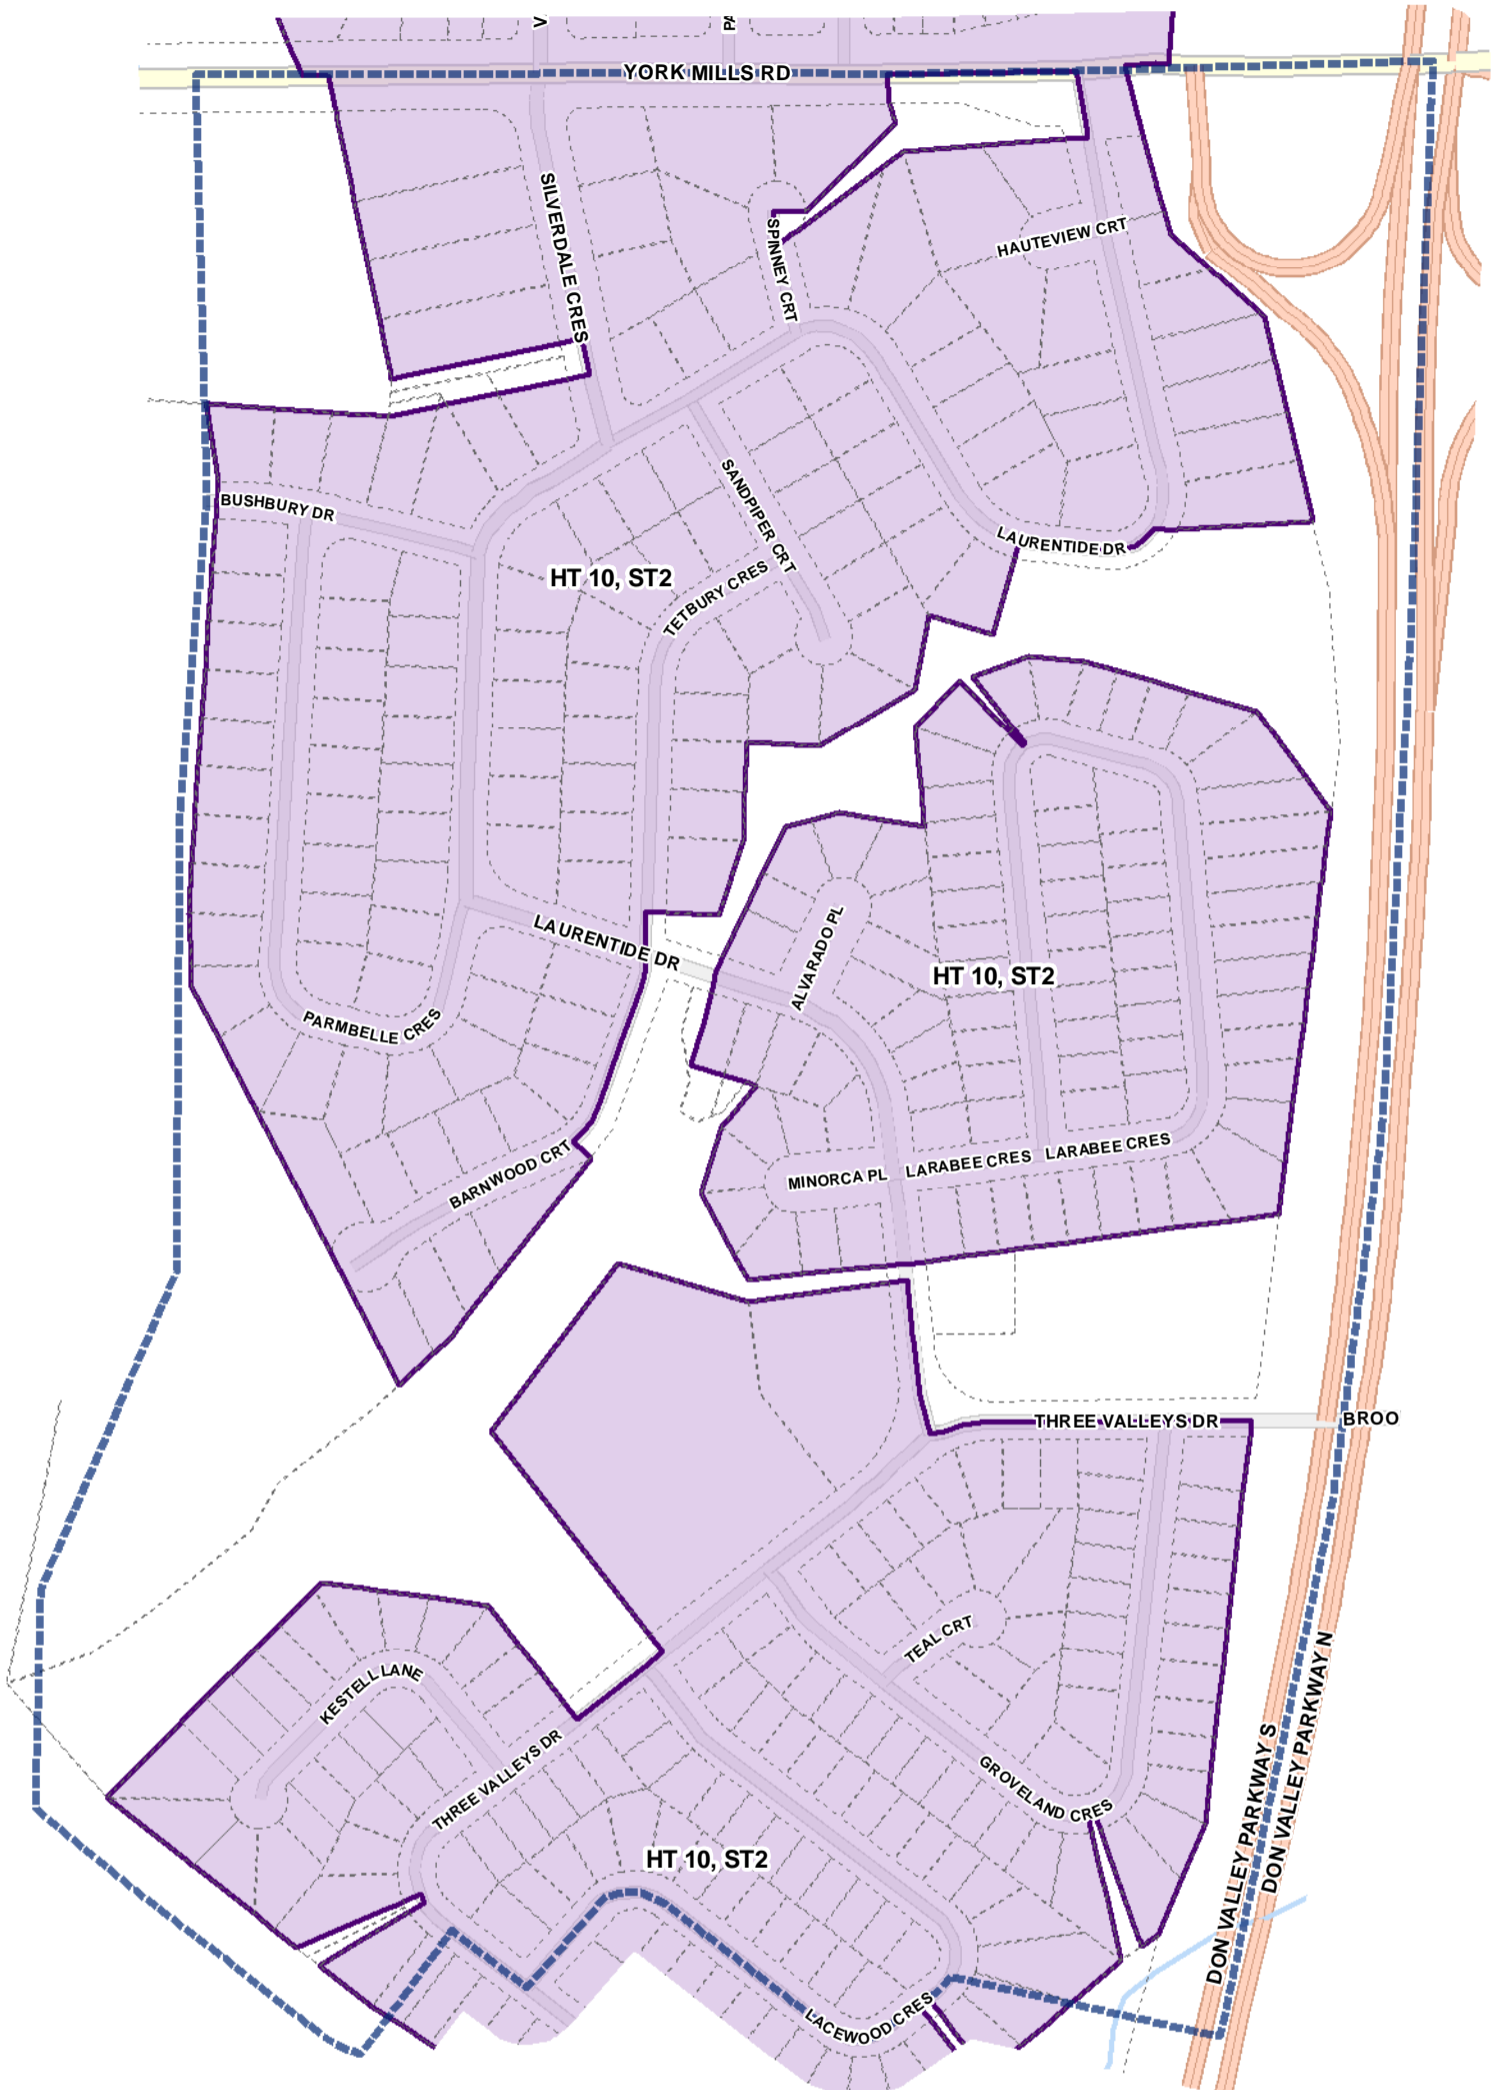 V
PA
YORK MILLS RD
SILVERDALE CRES
SPINNEY CRT
HAUTEVIEW CRT
BUSHBURY DR
SANDPIPER CRT
LAURENTIDE DR
HT 10, ST2
TETBURY CRES
LAURENTIDE DR
ALVARADO PL
HT 10, ST2
PARMBELLE CRES
BARNWOOD CRT
MINORCA PL
LARABEE CRES
LARABEE CRES
THREE VALLEYS DR
BROO
TEAL CRT
KESTELL LANE
THREE VALLEYS DR
GROVELAND CRES
HT 10, ST2
DON VALLEY PARKWAY S
DON VALLEY PARKWAY N
LACEWOOD CRES